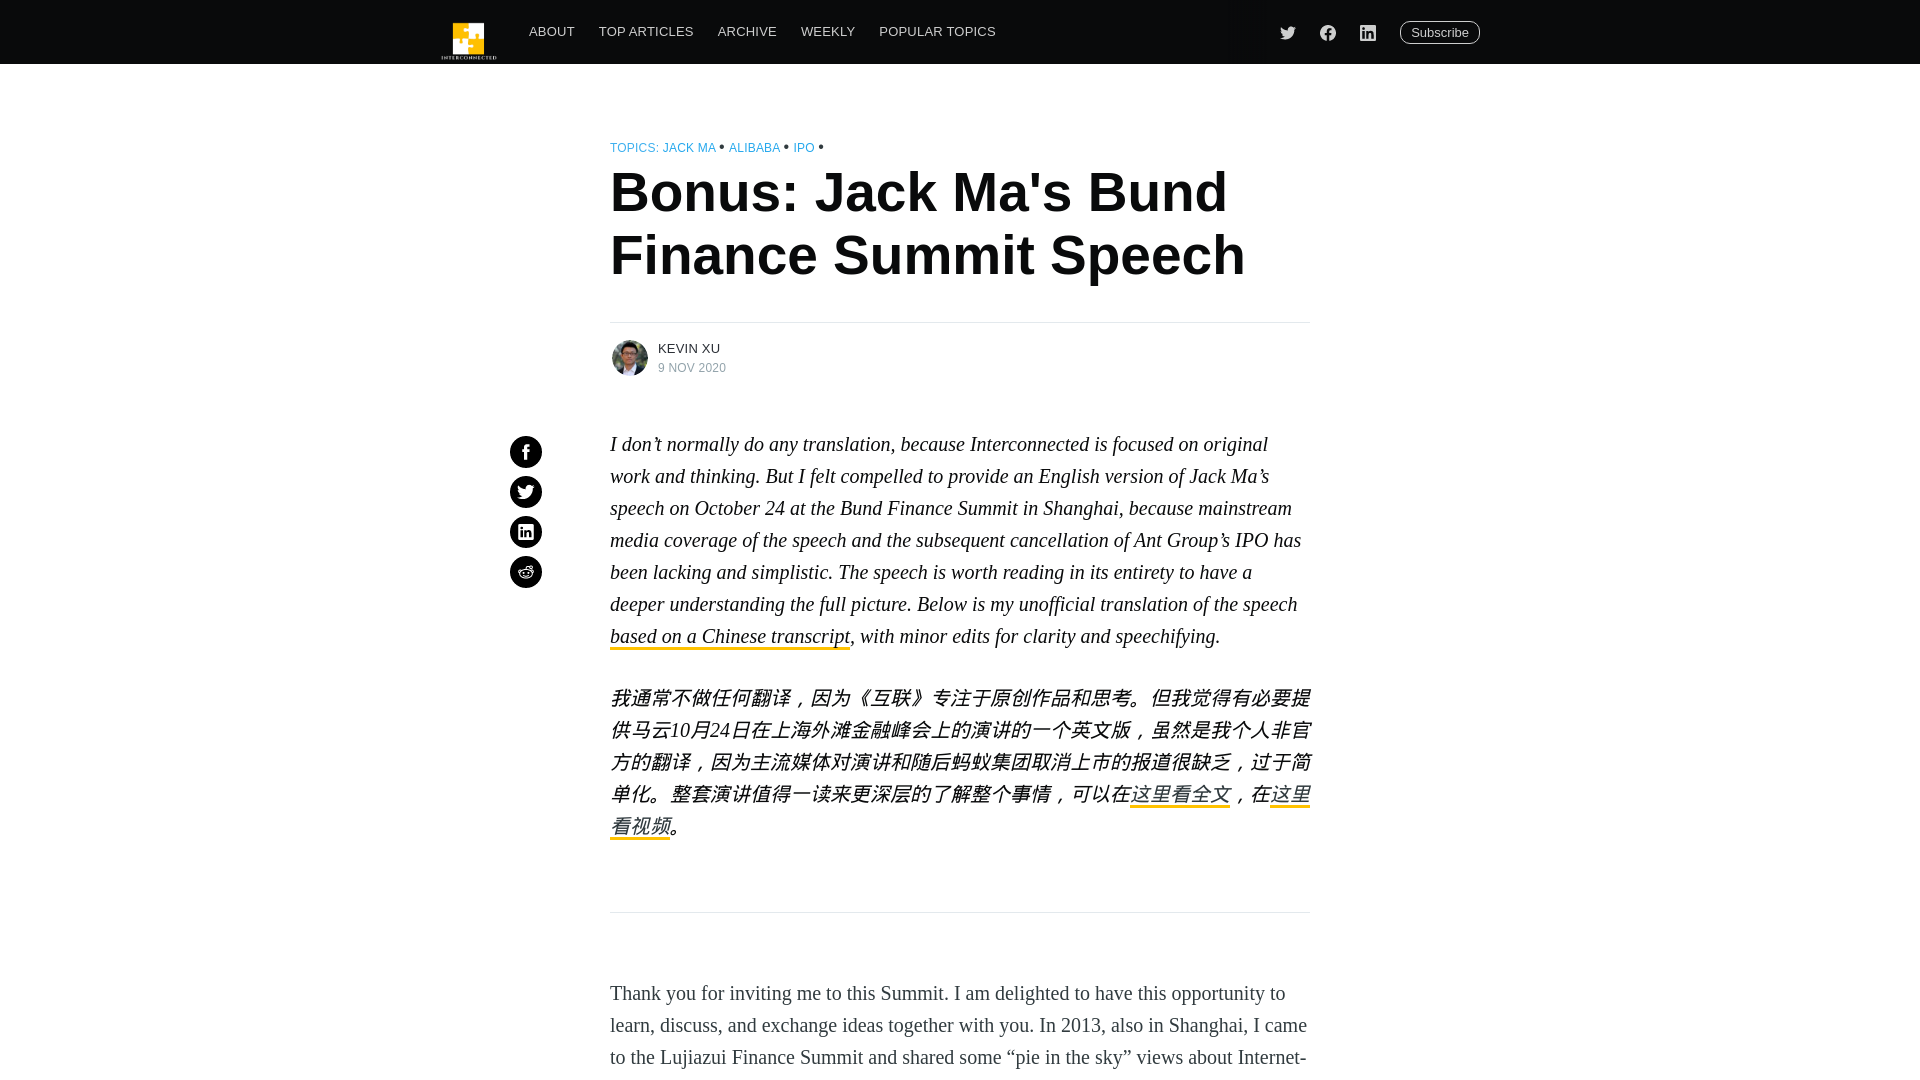 INTERCONNECTED
ABOUT
TOP ARTICLES
ARCHIVE
WEEKLY
POPULAR TOPICS
Subscribe
TOPICS: JACK MA • ALIBABA • IPO •
Bonus: Jack Ma's Bund
Finance Summit Speech
KEVIN XU
9 NOV 2020
I don’t normally do any translation, because Interconnected is focused on original
work and thinking. But I felt compelled to provide an English version of Jack Ma’s
speech on October 24 at the Bund Finance Summit in Shanghai, because mainstream
media coverage of the speech and the subsequent cancellation of Ant Group’s IPO has
been lacking and simplistic. The speech is worth reading in its entirety to have a
deeper understanding the full picture. Below is my unofficial translation of the speech
based on a Chinese transcript, with minor edits for clarity and speechifying.
我通常不做任何翻译，因为《互联》专注于原创作品和思考。但我觉得有必要提
供马云10月24日在上海外滩金融峰会上的演讲的一个英文版，虽然是我个人非官
方的翻译，因为主流媒体对演讲和随后蚂蚁集团取消上市的报道很缺乏，过于简
单化。整套演讲值得一读来更深层的了解整个事情，可以在这里看全文，在这里
看视频。
Thank you for inviting me to this Summit. I am delighted to have this opportunity to
learn, discuss, and exchange ideas together with you. In 2013, also in Shanghai, I came
to the Lujiazui Finance Summit and shared some “pie in the sky” views about Internet-